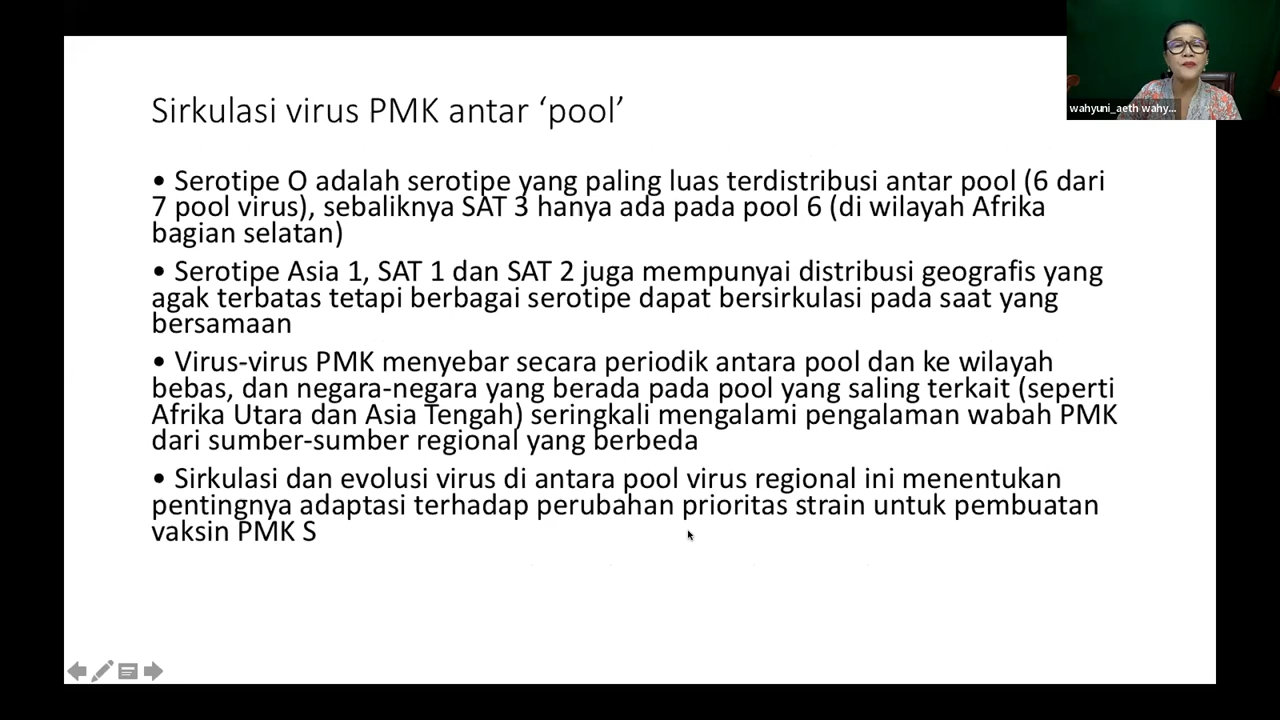 Sirkulasi virus PMK antar ‘pool’
• Serotipe O adalah serotipe yang paling luas terdistribusi antar pool (6 dari
7 pool virus), sebaliknya SAT 3 hanya ada pada pool 6 (di wilayah Afrika
bagian selatan)
• Serotipe Asia 1, SAT 1 dan SAT 2 juga mempunyai distribusi geografis yang
agak terbatas tetapi berbagai serotipe dapat bersirkulasi pada saat yang
bersamaan
• Virus-virus PMK menyebar secara periodik antara pool dan ke wilayah
bebas, dan negara-negara yang berada pada pool yang saling terkait (seperti
Afrika Utara dan Asia Tengah) seringkali mengalami pengalaman wabah PMK
dari sumber-sumber regional yang berbeda
• Sirkulasi dan evolusi virus di antara pool virus regional ini menentukan
pentingnya adaptasi terhadap perubahan prioritas strain untuk pembuatan
vaksin PMK S
wahyuni_aeth wahy...